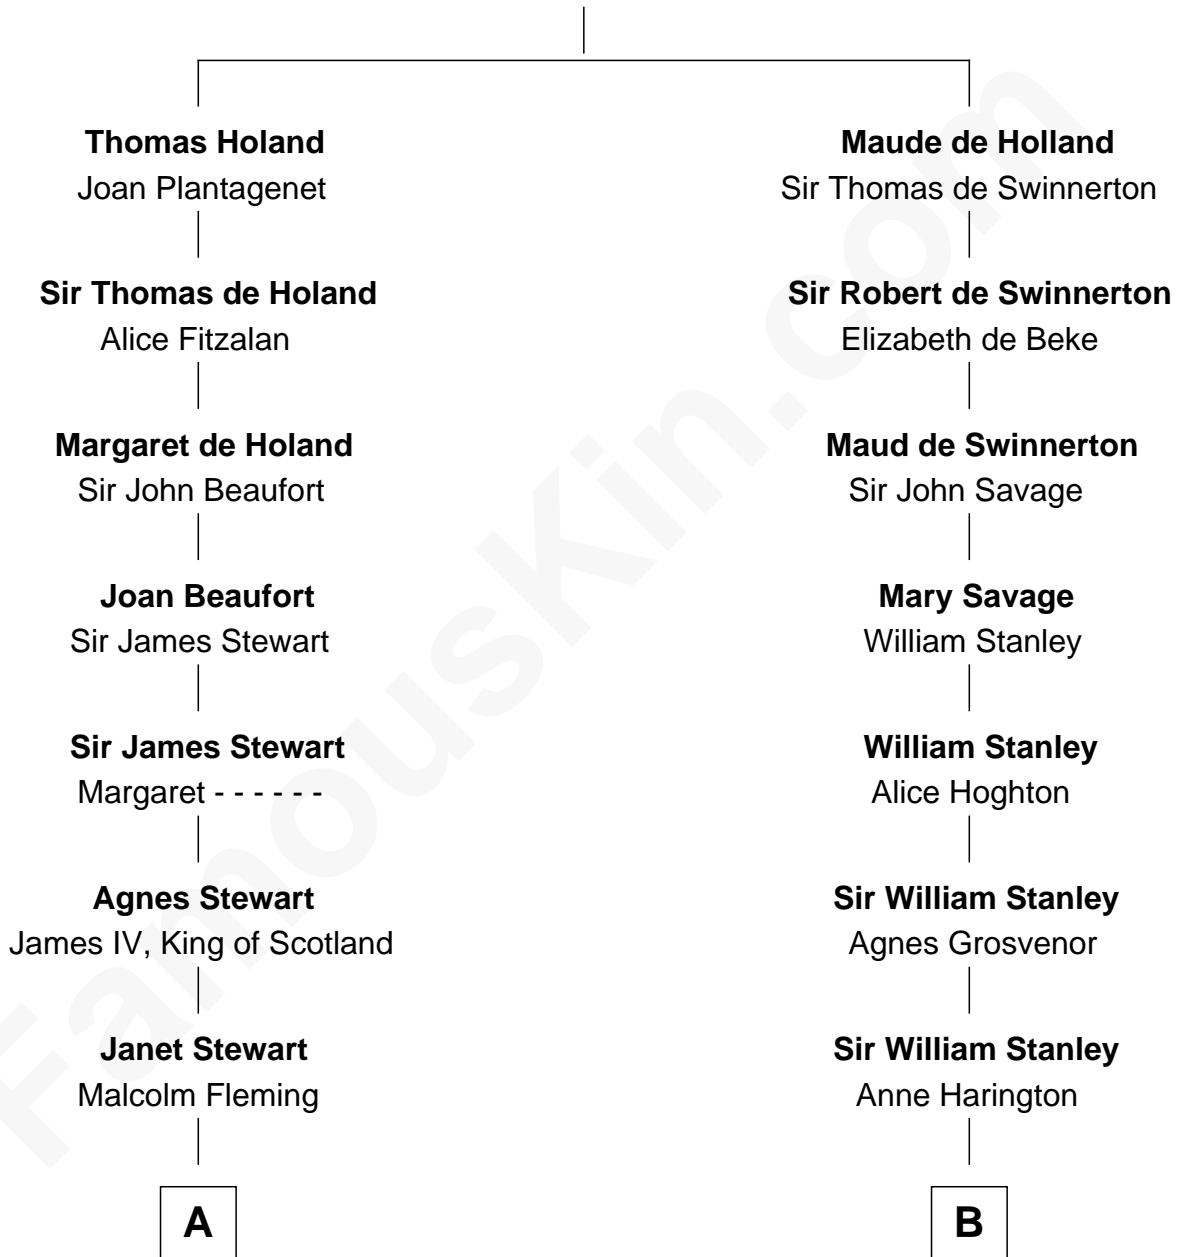 Thomas Holand
Joan Plantagenet
Maude de Holland
Sir Thomas de Swinnerton
Sir Thomas de Holand
Alice Fitzalan
Sir Robert de Swinnerton
Elizabeth de Beke
Margaret de Holand
Sir John Beaufort
Maud de Swinnerton
Sir John Savage
Joan Beaufort
Sir James Stewart
Mary Savage
William Stanley
Sir James Stewart
Margaret - - - - - -
William Stanley
Alice Hoghton
Agnes Stewart
James IV, King of Scotland
Sir William Stanley
Agnes Grosvenor
Janet Stewart
Malcolm Fleming
Sir William Stanley
Anne Harington
A
B
FamousKin.com